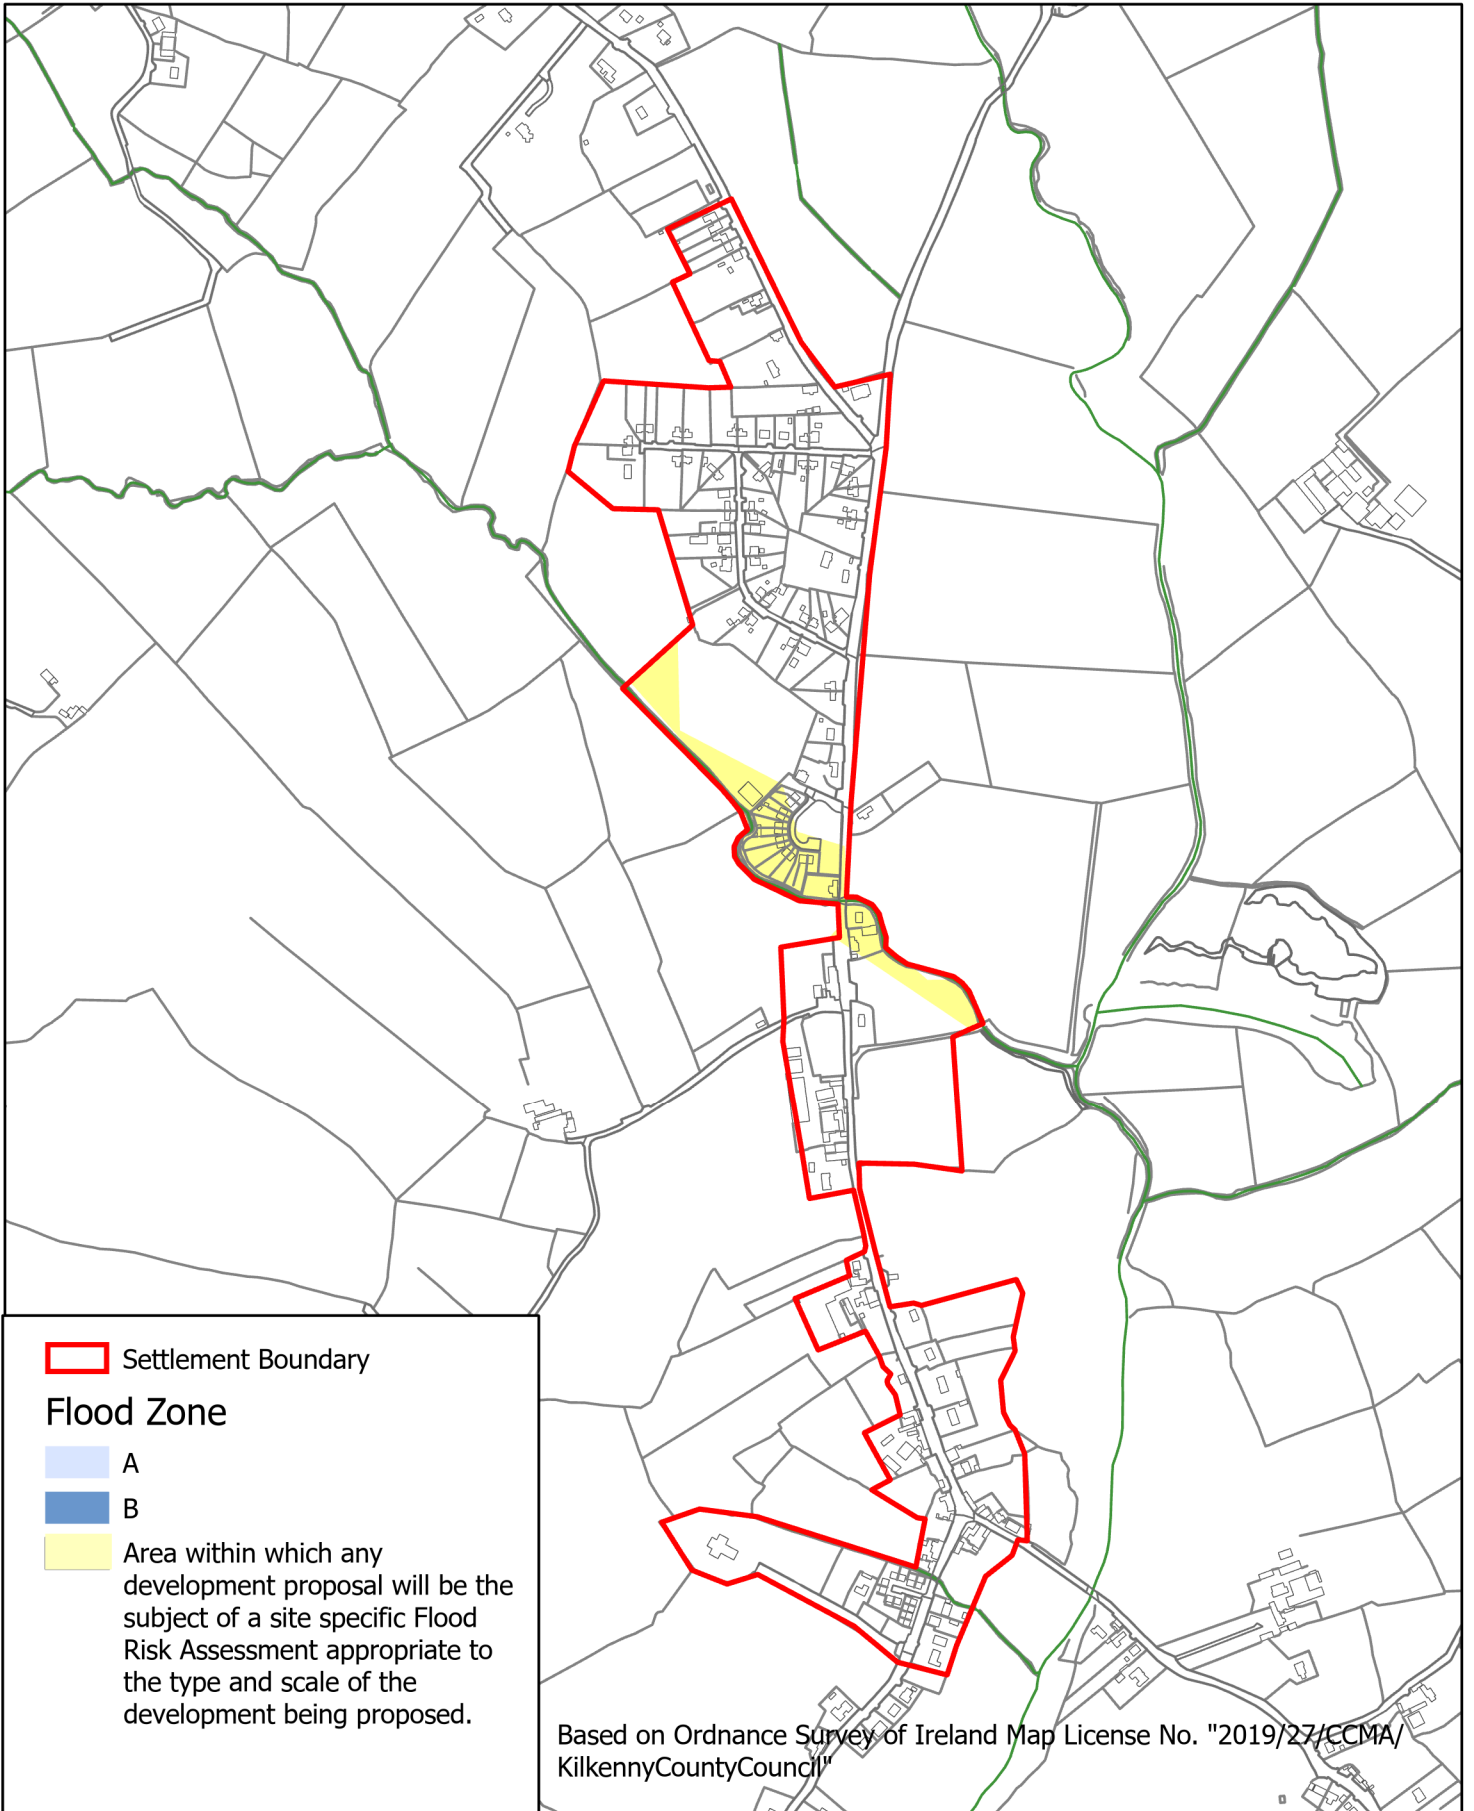 Settlement Boundary
Flood Zone
A
B
Area within which any
development proposal will be the
subject of a site specific Flood
Risk Assessment appropriate to
the type and scale of the
development being proposed.
Based on Ordnance Survey of Ireland Map License No. "2019/27/CCMA/
KilkennyCountyCouncil"